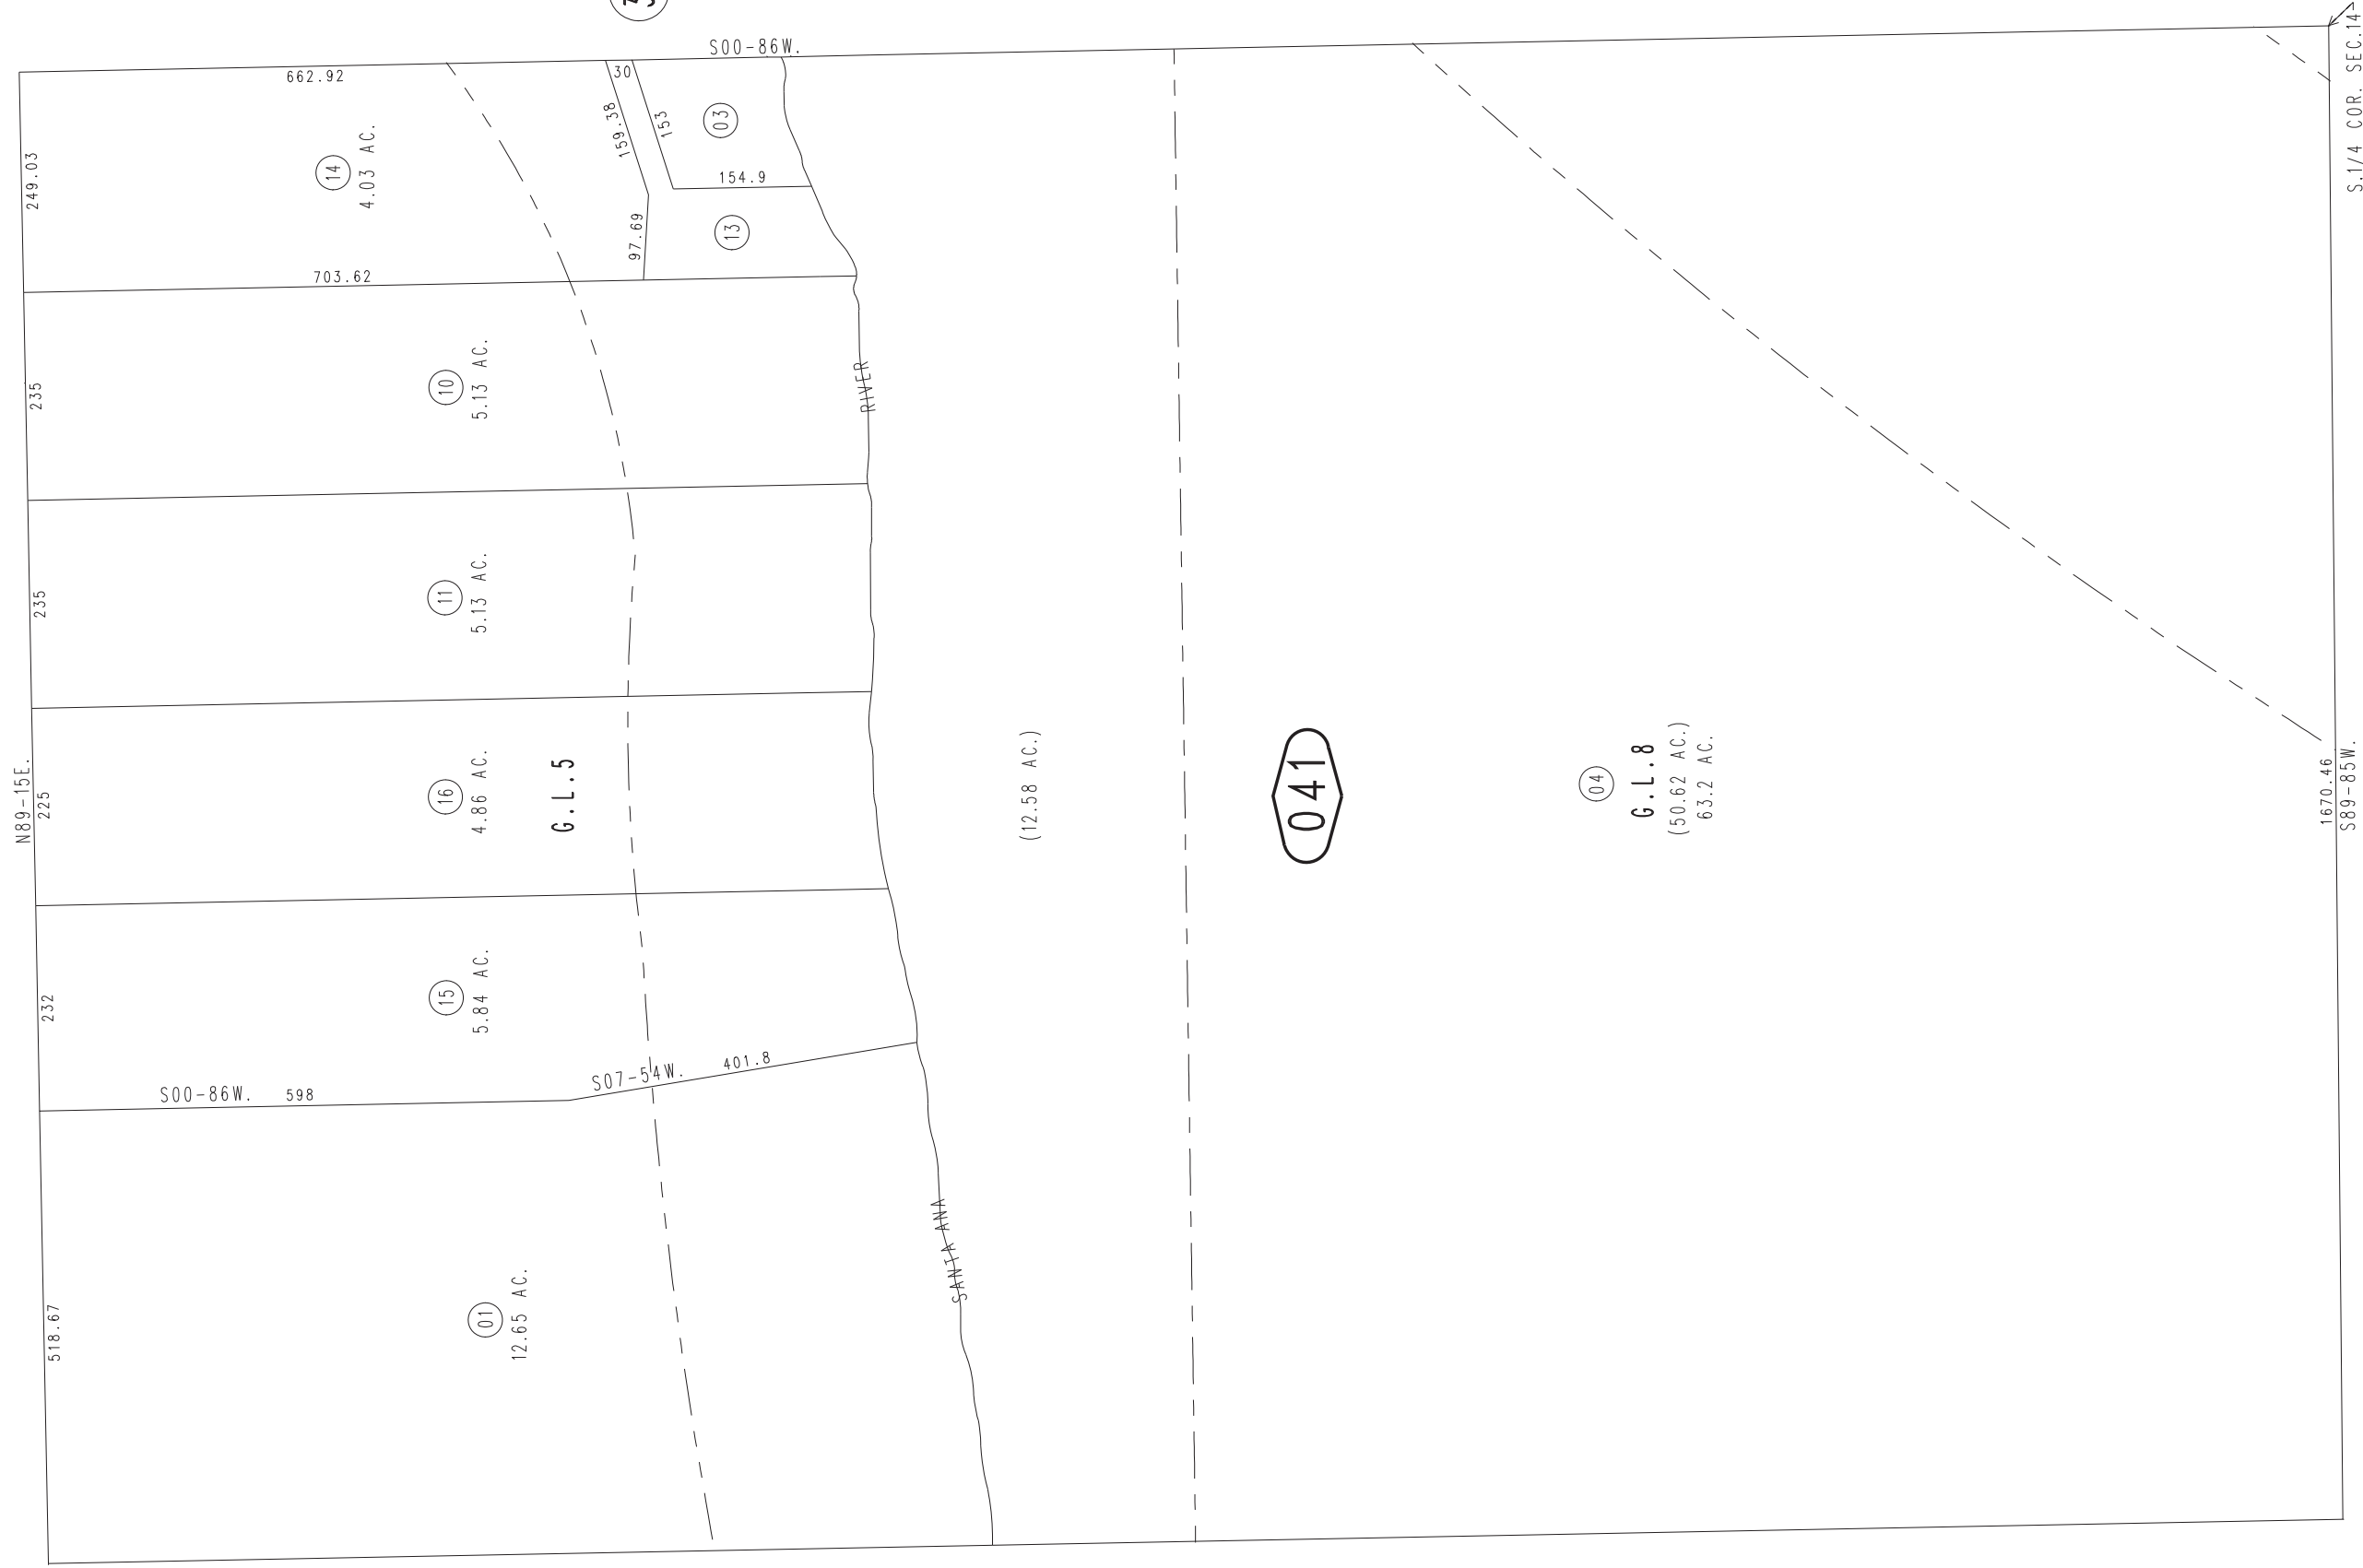 N89-15E.
518.67
232
225
235
235
249.03
662.92
703.62
S00-86W.
30
159.38
153
154.9
97.69
14
4.03 AC.
03
13
10
5.13 AC.
11
5.13 AC.
16
4.86 AC.
G.L.5
15
5.84 AC.
S00-86W. 598
S07-54W. 401.8
01
12.65 AC.
SANTA ANA RIVER
(12.58 AC.)
041
04
G.L.8
(50.62 AC.)
63.2 AC.
1670.46
S89-85W.
S.1/4 COR. SEC.14-